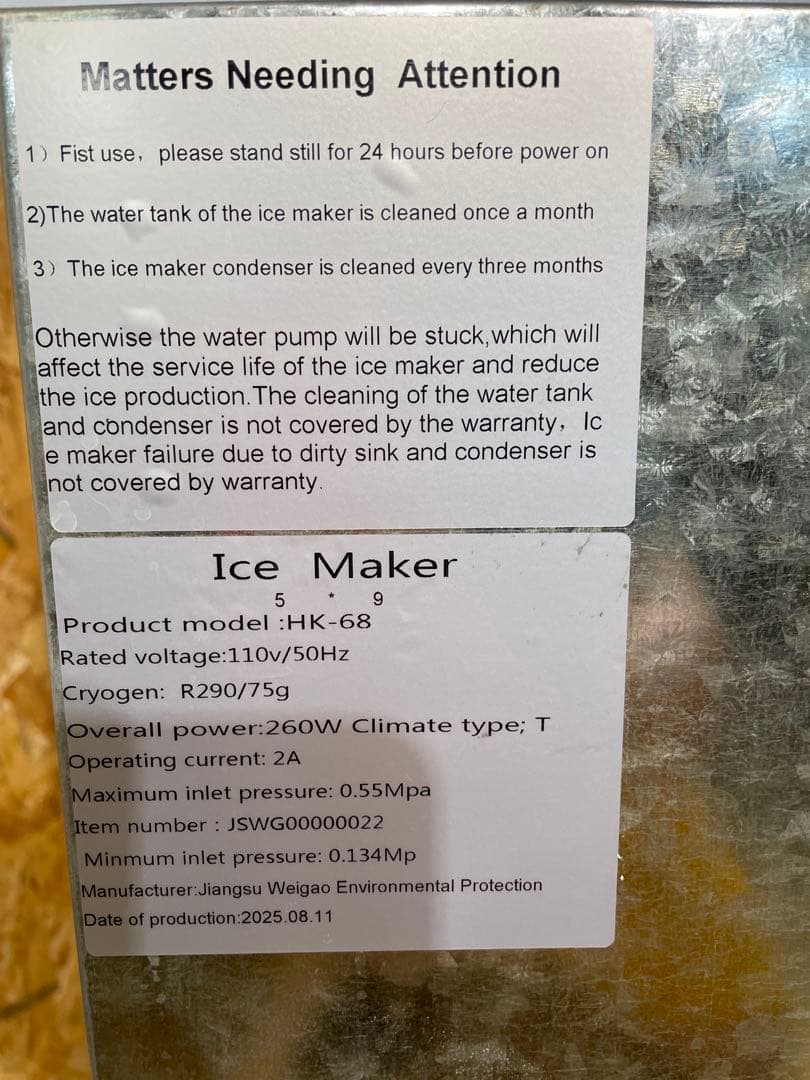 Matters Needing Attention
1）Fist use，please stand still for 24 hours before power on
2)The water tank of the ice maker is cleaned once a month
3）The ice maker condenser is cleaned every three months
Otherwise the water pump will be stuck,which will
affect the service life of the ice maker and reduce
the ice production.The cleaning of the water tank
and condenser is not covered by the warranty，Ic
e maker failure due to dirty sink and condenser is
not covered by warranty.
Ice Maker
5 * 9
Product model :HK-68
Rated voltage:110v/50Hz
Cryogen: R290/75g
Overall power:260W Climate type; T
Operating current: 2A
Maximum inlet pressure: 0.55Mpa
Item number : JSWG00000022
Minmum inlet pressure: 0.134Mp
Manufacturer:Jiangsu Weigao Environmental Protection
Date of production:2025.08.11